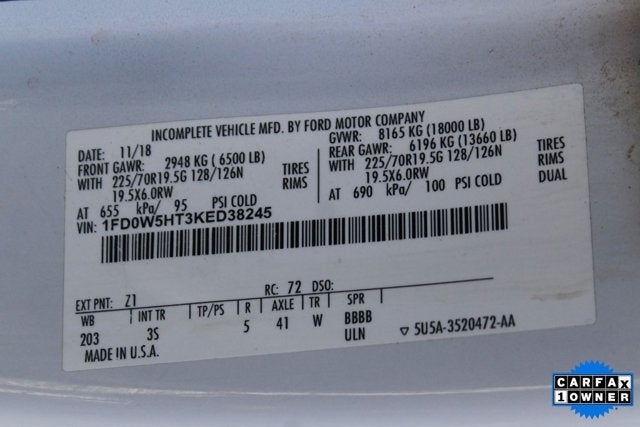 INCOMPLETE VEHICLE MFD. BY FORD MOTOR COMPANY
DATE: 11/18 GVWR: 8165 KG (18000 LB)
FRONT GAWR: 2948 KG ( 6500 LB) REAR GAWR: 6196 KG (13660 LB)
WITH 225/70R19.5G 128/126N TIRES WITH 225/70R19.5G 128/126N TIRES
19.5X6.0RW RIMS 19.5X6.0RW RIMS
AT 655 kPa/ 95 PSI COLD AT 690 kPa/ 100 PSI COLD DUAL
VIN: 1FD0W5HT3KED38245
EXT PNT: Z1 RC: 72 DSO:
WB INT TR TP/PS R AXLE TR SPR
203 3S 5 41 W BBBB
ULN
MADE IN U.S.A. 5U5A-3520472-AA
CARFAX
1 OWNER